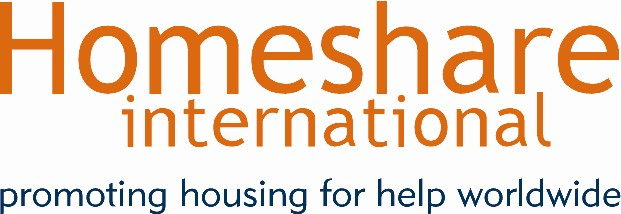 Homeshare
international
promoting housing for help worldwide